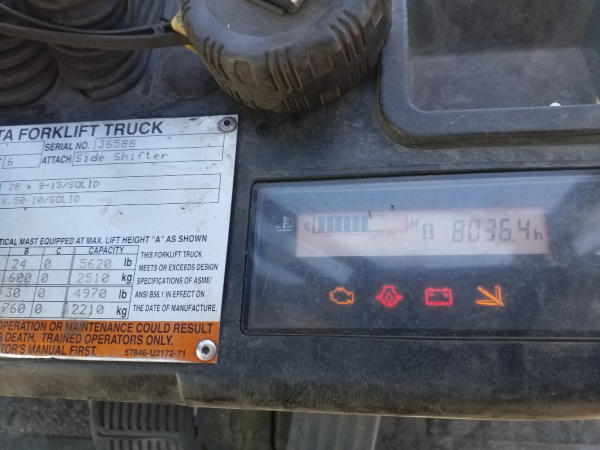 TA FORKLIFT TRUCK
SERIAL NO. 36588
6 ATTACH Side Shifter
28 × 9-15/SOLID
6.50-10/SOLID
TICAL MAST EQUIPPED AT MAX. LIFT HEIGHT "A" AS SHOWN
B C CAPACITY
24 0 5620 lb
600 0 2510 kg
30 0 4970 lb
760 0 2210 kg
THIS FORKLIFT TRUCK
MEETS OR EXCEEDS DESIGN
SPECIFICATIONS OF ASME/
ANSI B56.1 IN EFFECT ON
THE DATE OF MANUFACTURE.
OPERATION OR MAINTENANCE COULD RESULT
R DEATH. TRAINED OPERATORS ONLY.
TOR'S MANUAL FIRST. 57846-U2172-71
C H 8036.4h